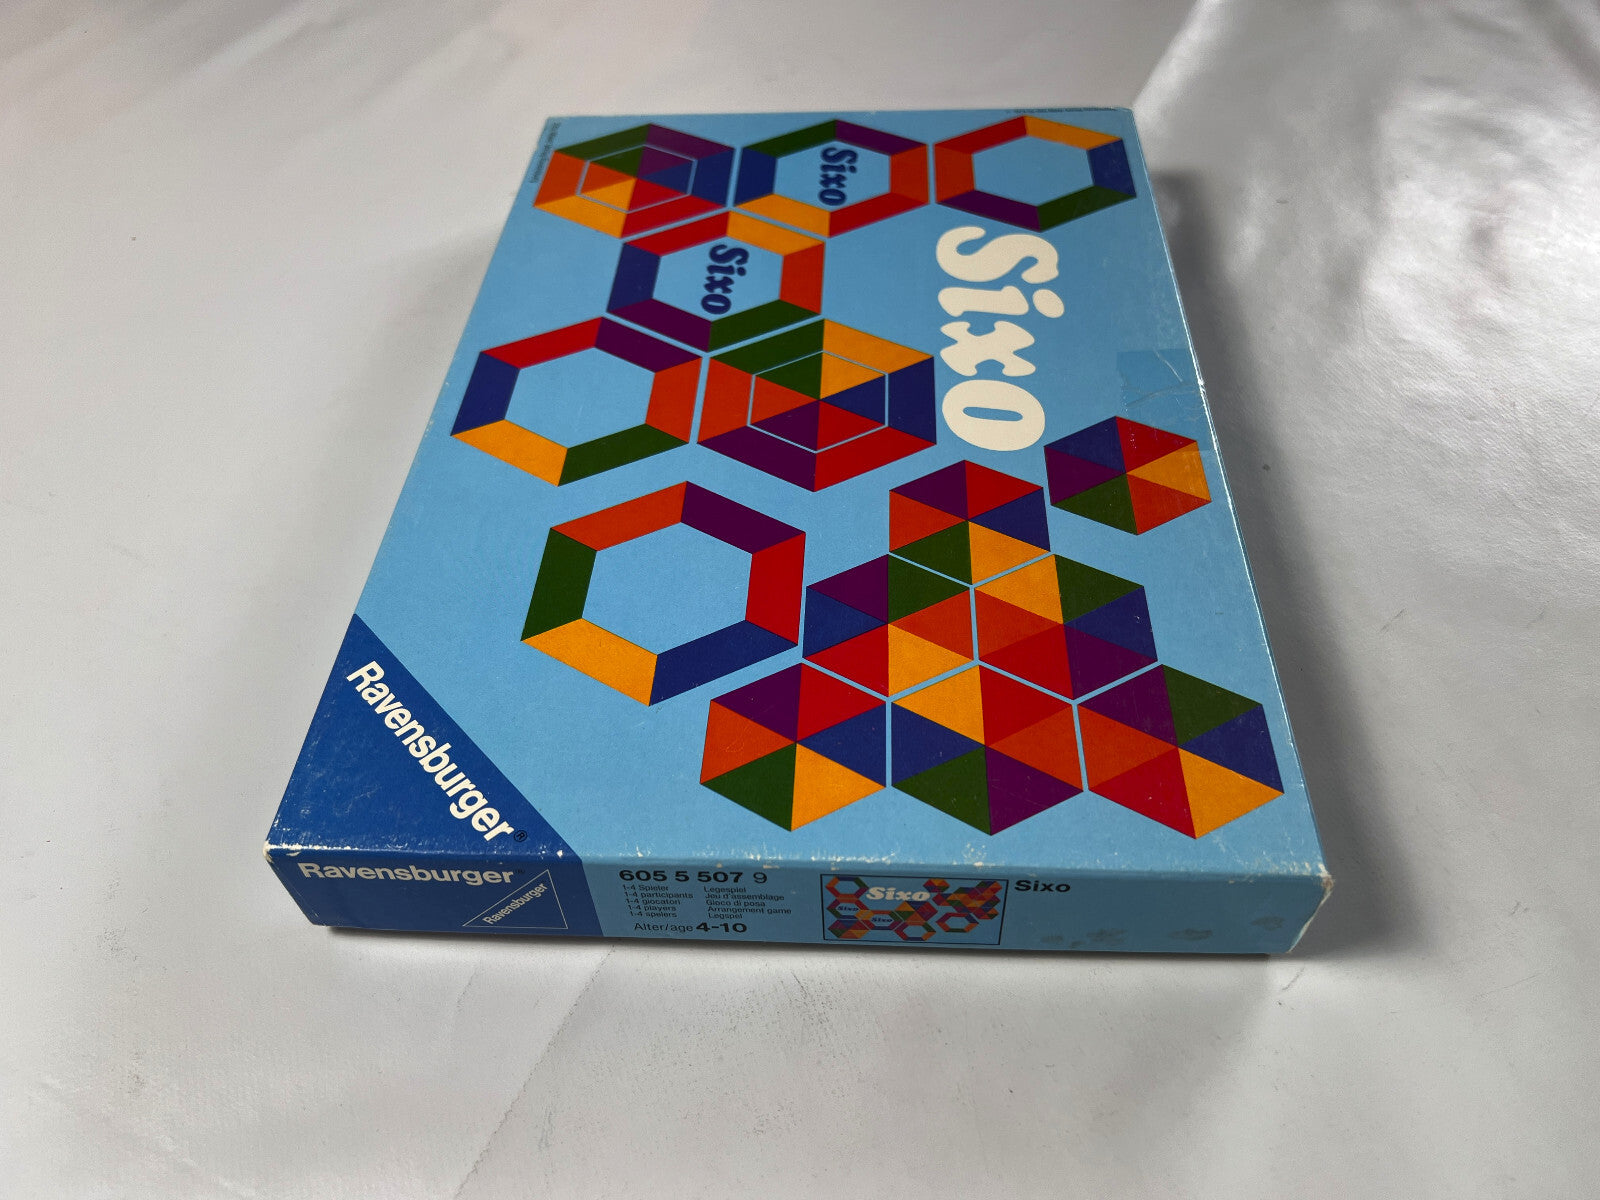 Sixo
Sixo
Sixo
Ravensburger®
Ravensburger®
Ravensburger
605 5 507 9
1-4 Spieler Legespiel
1-4 participants Jeu d'assemblage
1-4 giocatori Gioco di posa
1-4 players Arrangement game
1-4 spelers Legspel
Alter/age 4-10
Sixo
Sixo
Sixo
Sixo